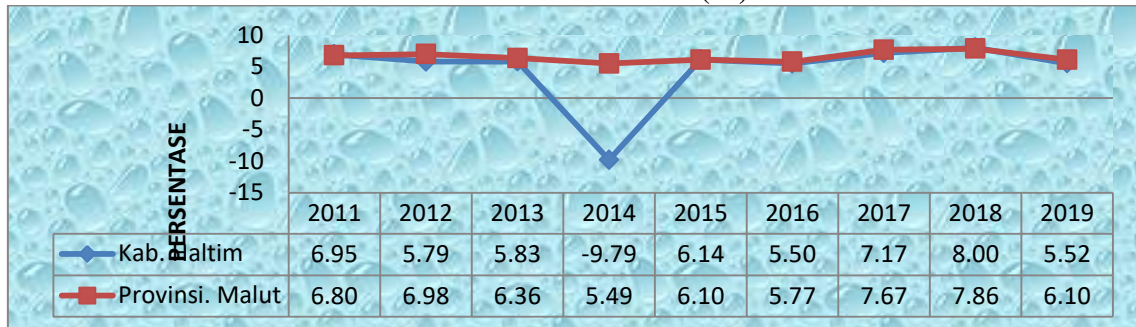 10
5
0
-5
-10
-15
PERSENTASE
2011 2012 2013 2014 2015 2016 2017 2018 2019
Kab. Haltim 6.95 5.79 5.83 -9.79 6.14 5.50 7.17 8.00 5.52
Provinsi. Malut 6.80 6.98 6.36 5.49 6.10 5.77 7.67 7.86 6.10